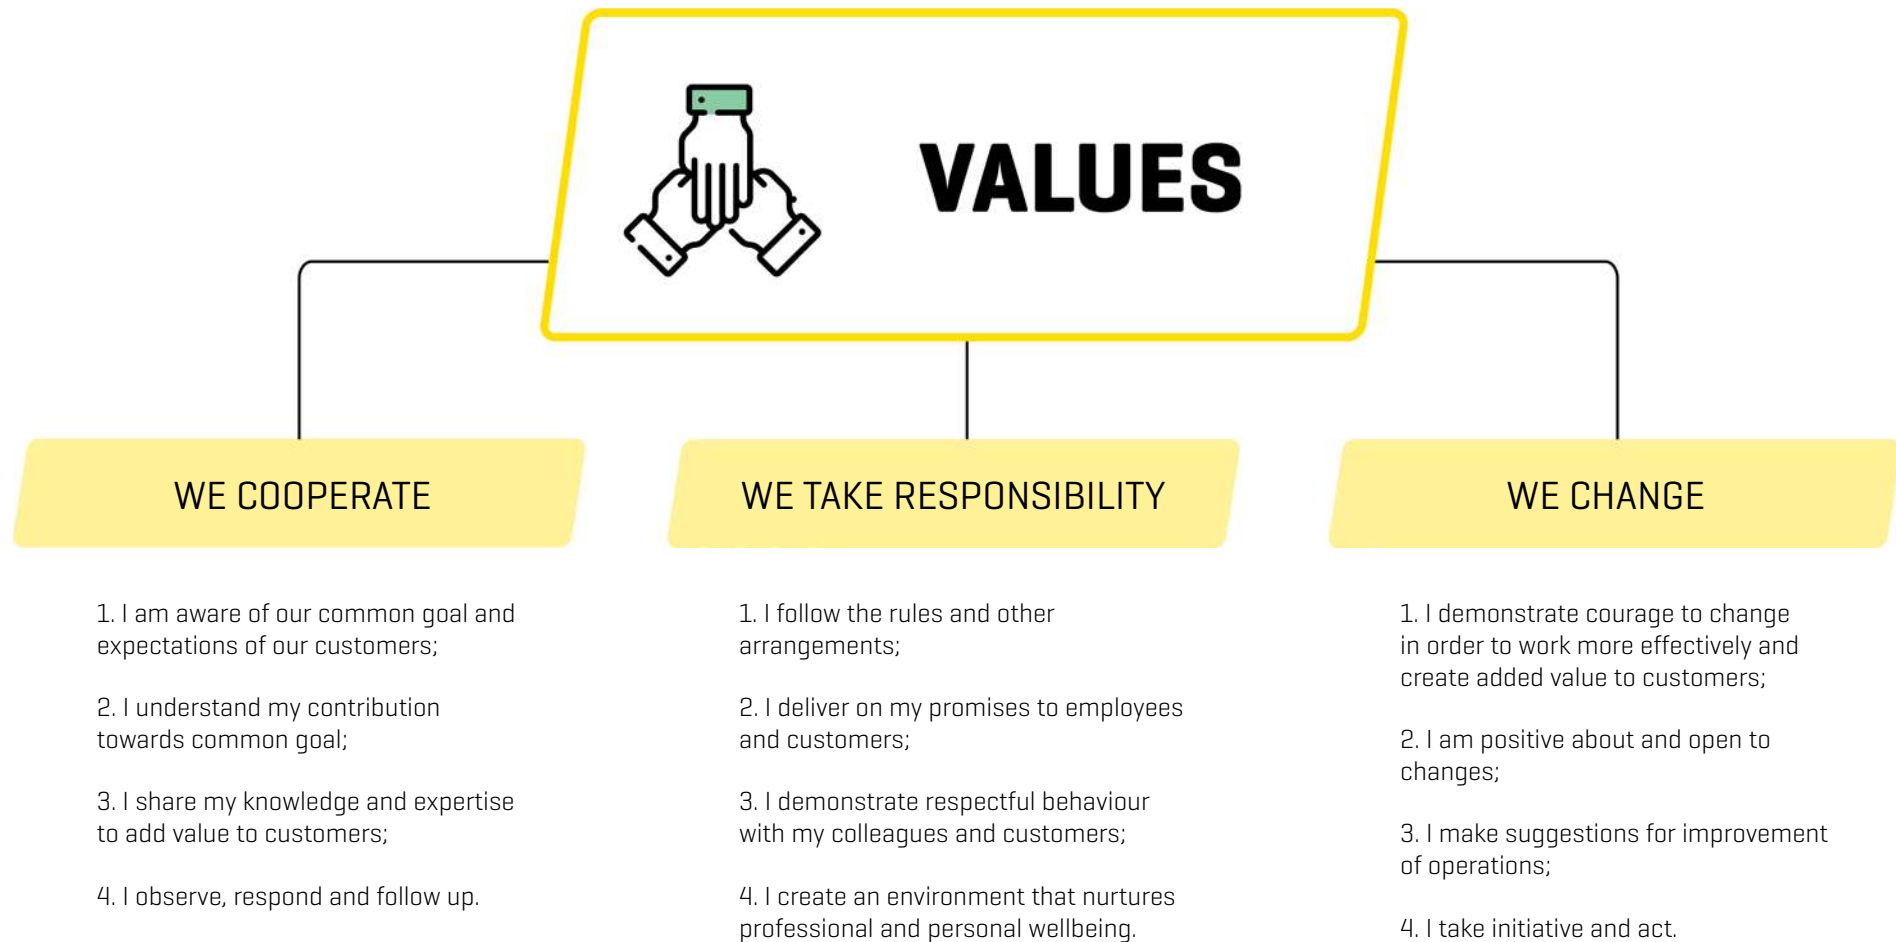 VALUES
WE COOPERATE
1. I am aware of our common goal and
expectations of our customers;
2. I understand my contribution
towards common goal;
3. I share my knowledge and expertise
to add value to customers;
4. I observe, respond and follow up.
WE TAKE RESPONSIBILITY
1. I follow the rules and other
arrangements;
2. I deliver on my promises to employees
and customers;
3. I demonstrate respectful behaviour
with my colleagues and customers;
4. I create an environment that nurtures
professional and personal wellbeing.
WE CHANGE
1. I demonstrate courage to change
in order to work more effectively and
create added value to customers;
2. I am positive about and open to
changes;
3. I make suggestions for improvement
of operations;
4. I take initiative and act.